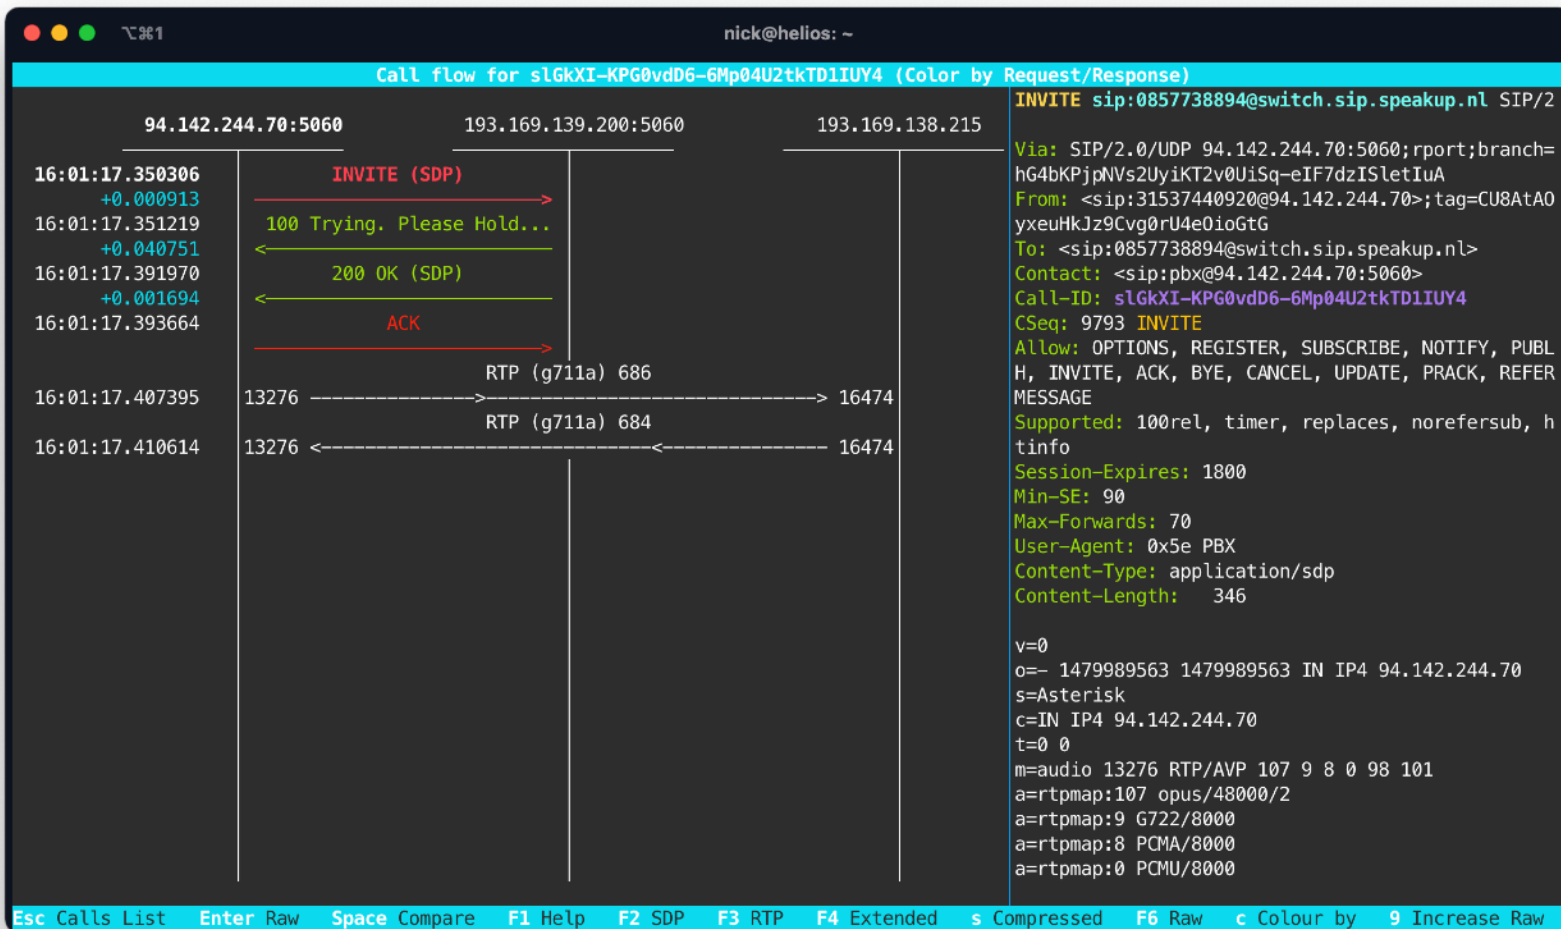 ⌥⌘1
nick@helios: ~
Call flow for slGkXI-KPG0vdD6-6Mp04U2tkTD1IUY4 (Color by Request/Response)
94.142.244.70:5060 193.169.139.200:5060 193.169.138.215
16:01:17.350306 INVITE (SDP)
+0.000913
16:01:17.351219 100 Trying. Please Hold...
+0.040751
16:01:17.391970 200 OK (SDP)
+0.001694
16:01:17.393664 ACK
RTP (g711a) 686
16:01:17.407395 13276 16474
RTP (g711a) 684
16:01:17.410614 13276 16474
INVITE sip:0857738894@switch.sip.speakup.nl SIP/2
Via: SIP/2.0/UDP 94.142.244.70:5060;rport;branch=
hG4bKPjpNVs2UyiKT2v0UiSq-eIF7dzISletIuA
From: <sip:31537440920@94.142.244.70>;tag=CU8AtAO
yxeuHkJz9Cvg0rU4eOioGtG
To: <sip:0857738894@switch.sip.speakup.nl>
Contact: <sip:pbx@94.142.244.70:5060>
Call-ID: slGkXI-KPG0vdD6-6Mp04U2tkTD1IUY4
CSeq: 9793 INVITE
Allow: OPTIONS, REGISTER, SUBSCRIBE, NOTIFY, PUBL
H, INVITE, ACK, BYE, CANCEL, UPDATE, PRACK, REFER
MESSAGE
Supported: 100rel, timer, replaces, norefersub, h
tinfo
Session-Expires: 1800
Min-SE: 90
Max-Forwards: 70
User-Agent: 0x5e PBX
Content-Type: application/sdp
Content-Length:   346
v=0
o=- 1479989563 1479989563 IN IP4 94.142.244.70
s=Asterisk
c=IN IP4 94.142.244.70
t=0 0
m=audio 13276 RTP/AVP 107 9 8 0 98 101
a=rtpmap:107 opus/48000/2
a=rtpmap:9 G722/8000
a=rtpmap:8 PCMA/8000
a=rtpmap:0 PCMU/8000
Esc Calls List Enter Raw Space Compare F1 Help F2 SDP F3 RTP F4 Extended s Compressed F6 Raw c Colour by 9 Increase Raw